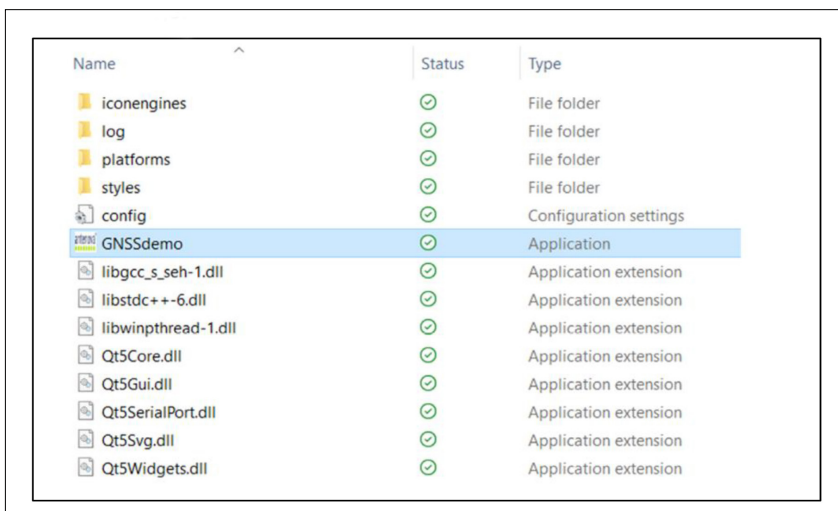 Name Status Type
iconengines File folder
log File folder
platforms File folder
styles File folder
config Configuration settings
GNSSdemo Application
libgcc_s_seh-1.dll Application extension
libstdc++-6.dll Application extension
libwinpthread-1.dll Application extension
Qt5Core.dll Application extension
Qt5Gui.dll Application extension
Qt5SerialPort.dll Application extension
Qt5Svg.dll Application extension
Qt5Widgets.dll Application extension